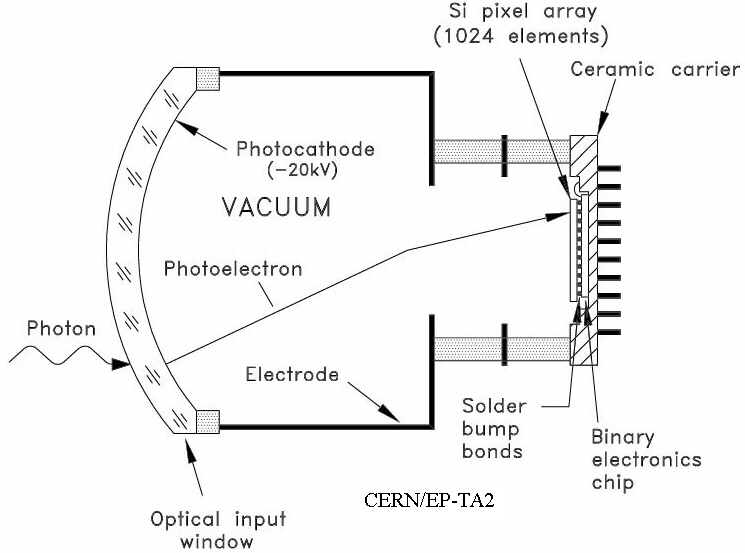 Si pixel array
(1024 elements)
Ceramic carrier
Photocathode
(−20kV)
VACUUM
Photoelectron
Photon
Electrode
Solder
bump
bonds
Binary
electronics
chip
CERN/EP-TA2
Optical input
window